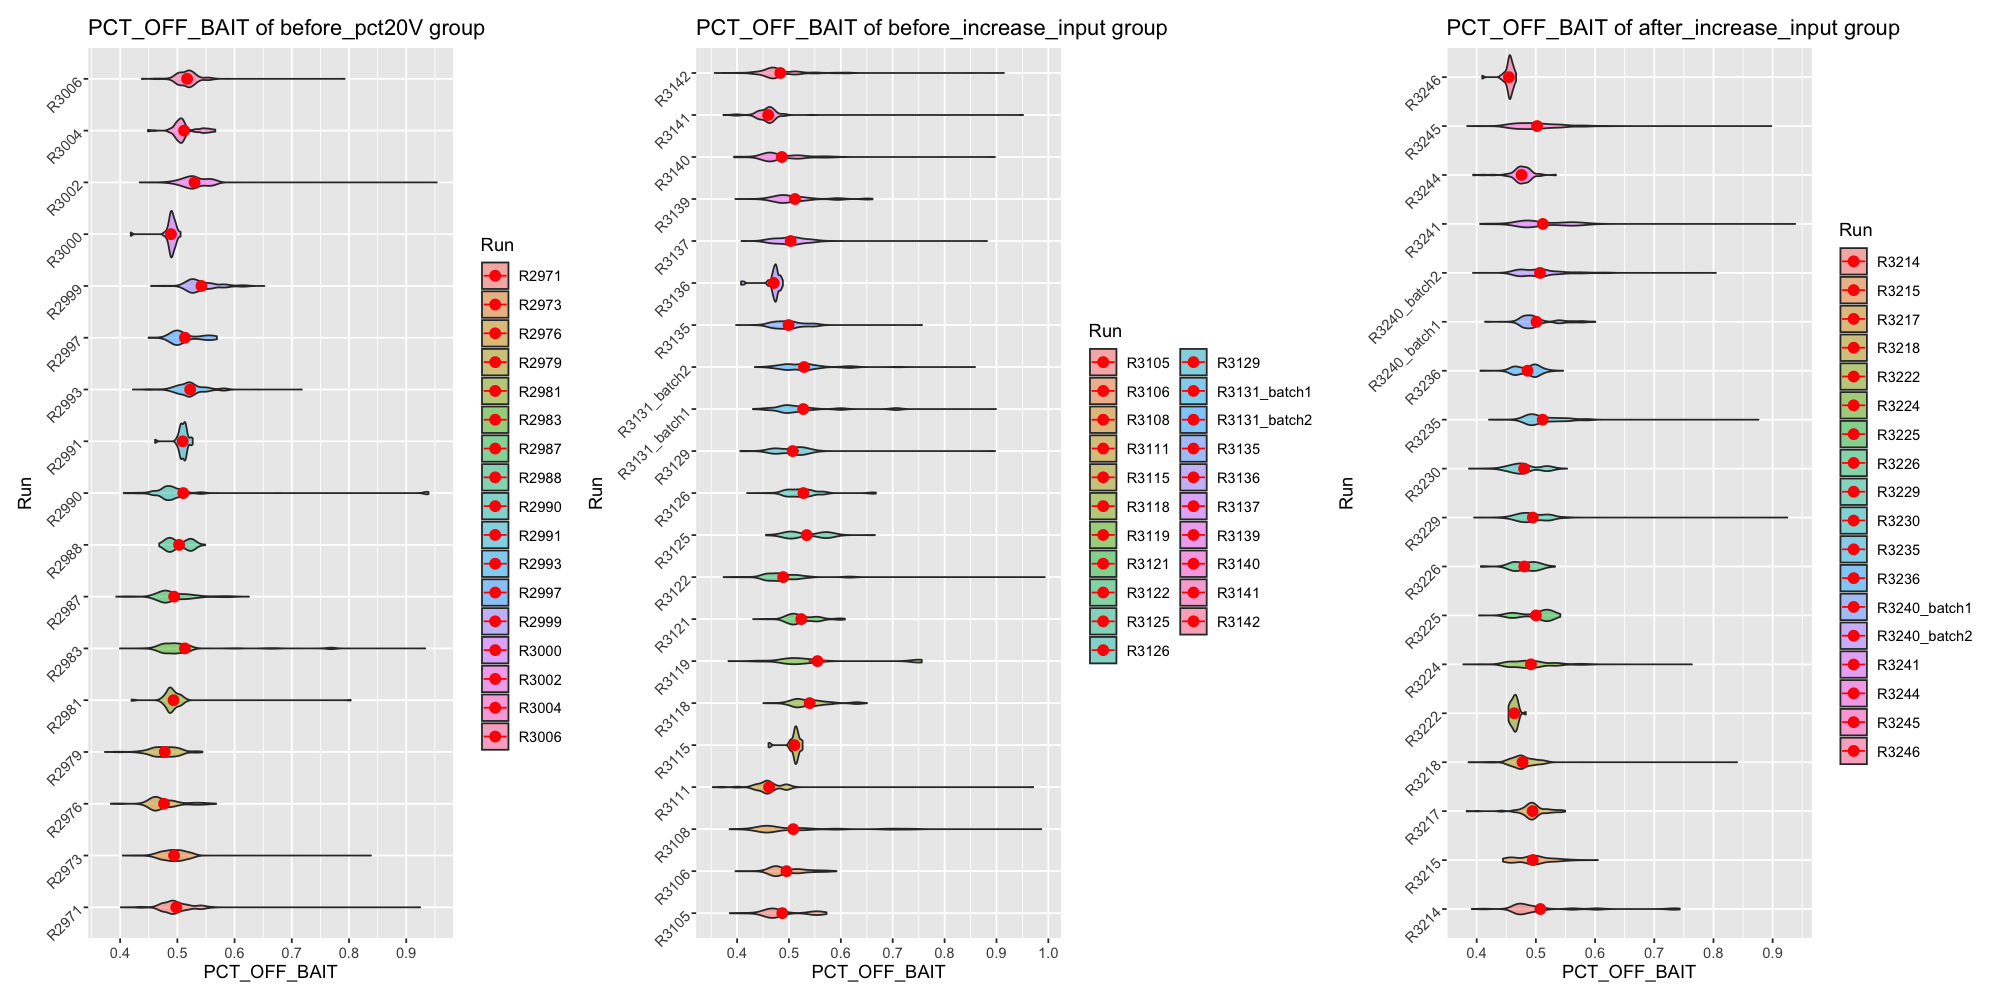 PCT_OFF_BAIT of before_pct20V group
Run
R3006
R3004
R3002
R3000
R2999
R2997
R2993
R2991
R2990
R2988
R2987
R2983
R2981
R2979
R2976
R2973
R2971
0.4 0.5 0.6 0.7 0.8 0.9
PCT_OFF_BAIT
Run
R2971
R2973
R2976
R2979
R2981
R2983
R2987
R2988
R2990
R2991
R2993
R2997
R2999
R3000
R3002
R3004
R3006
PCT_OFF_BAIT of before_increase_input group
Run
R3142
R3141
R3140
R3139
R3137
R3136
R3135
R3131_batch2
R3131_batch1
R3129
R3126
R3125
R3122
R3121
R3119
R3118
R3115
R3111
R3108
R3106
R3105
0.4 0.5 0.6 0.7 0.8 0.9 1.0
PCT_OFF_BAIT
Run
R3105
R3106
R3108
R3111
R3115
R3118
R3119
R3121
R3122
R3125
R3126
R3129
R3131_batch1
R3131_batch2
R3135
R3136
R3137
R3139
R3140
R3141
R3142
PCT_OFF_BAIT of after_increase_input group
Run
R3246
R3245
R3244
R3241
R3240_batch2
R3240_batch1
R3236
R3235
R3230
R3229
R3226
R3225
R3224
R3222
R3218
R3217
R3215
R3214
0.4 0.5 0.6 0.7 0.8 0.9
PCT_OFF_BAIT
Run
R3214
R3215
R3217
R3218
R3222
R3224
R3225
R3226
R3229
R3230
R3235
R3236
R3240_batch1
R3240_batch2
R3241
R3244
R3245
R3246